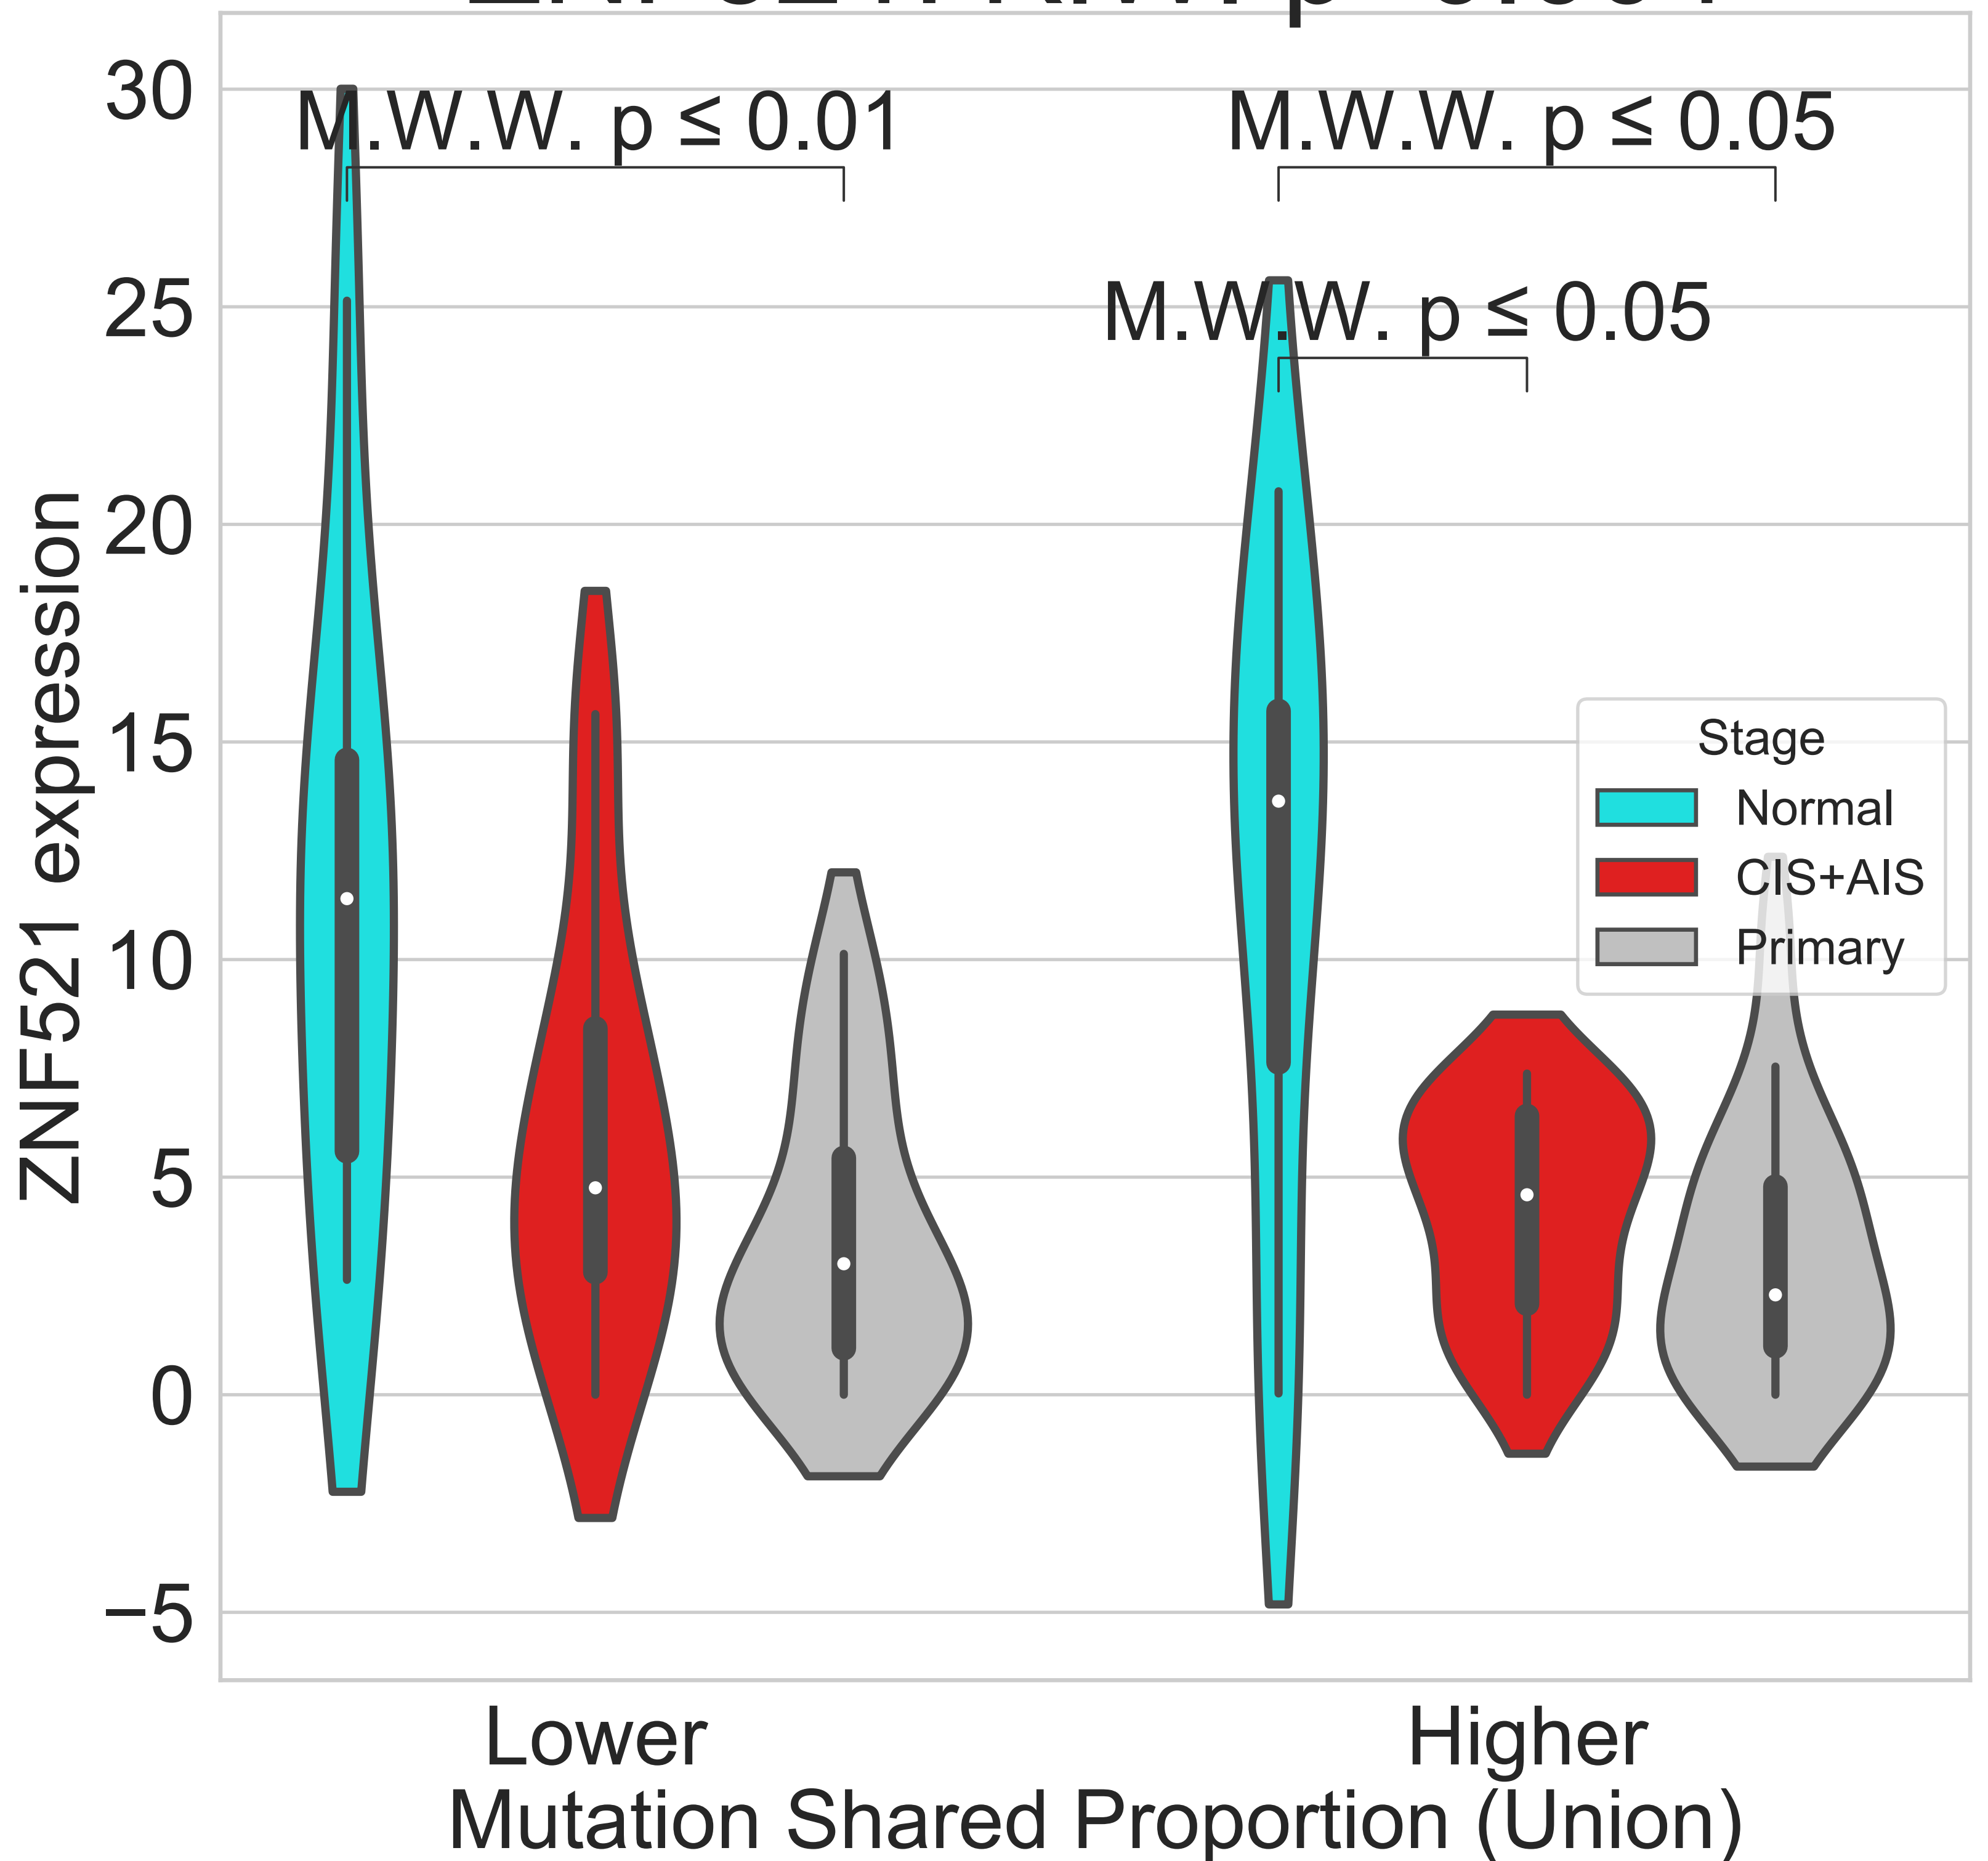 30
25
20
15
10
5
0
−5
ZNF521 expression
M.W.W. p ≤ 0.01
M.W.W. p ≤ 0.05
M.W.W. p ≤ 0.05
Stage
Normal
CIS+AIS
Primary
Lower
Higher
Mutation Shared Proportion (Union)